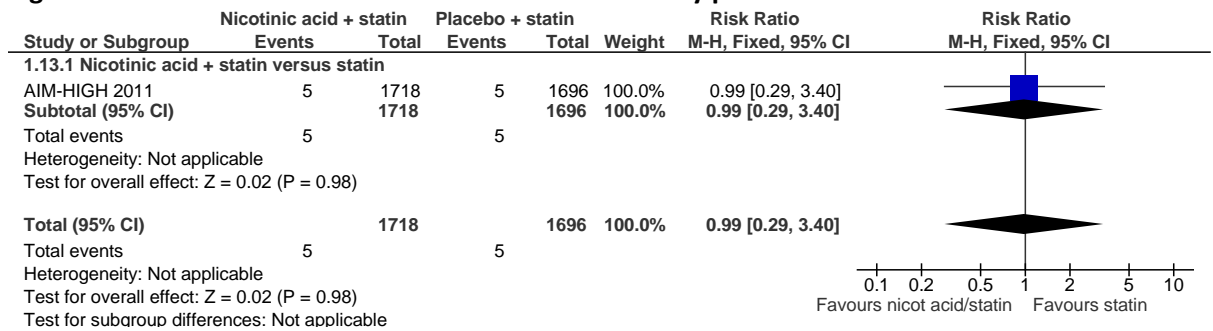 Nicotinic acid + statin Placebo + statin Risk Ratio Risk Ratio
Study or Subgroup Events Total Events Total Weight M-H, Fixed, 95% CI M-H, Fixed, 95% CI
1.13.1 Nicotinic acid + statin versus statin
AIM-HIGH 2011 5 1718 5 1696 100.0% 0.99 [0.29, 3.40]
Subtotal (95% CI) 1718 1696 100.0% 0.99 [0.29, 3.40]
Total events 5 5
Heterogeneity: Not applicable
Test for overall effect: Z = 0.02 (P = 0.98)
Total (95% CI) 1718 1696 100.0% 0.99 [0.29, 3.40]
Total events 5 5
Heterogeneity: Not applicable
Test for overall effect: Z = 0.02 (P = 0.98)
Test for subgroup differences: Not applicable
0.1 0.2 0.5 1 2 5 10
Favours nicot acid/statin Favours statin